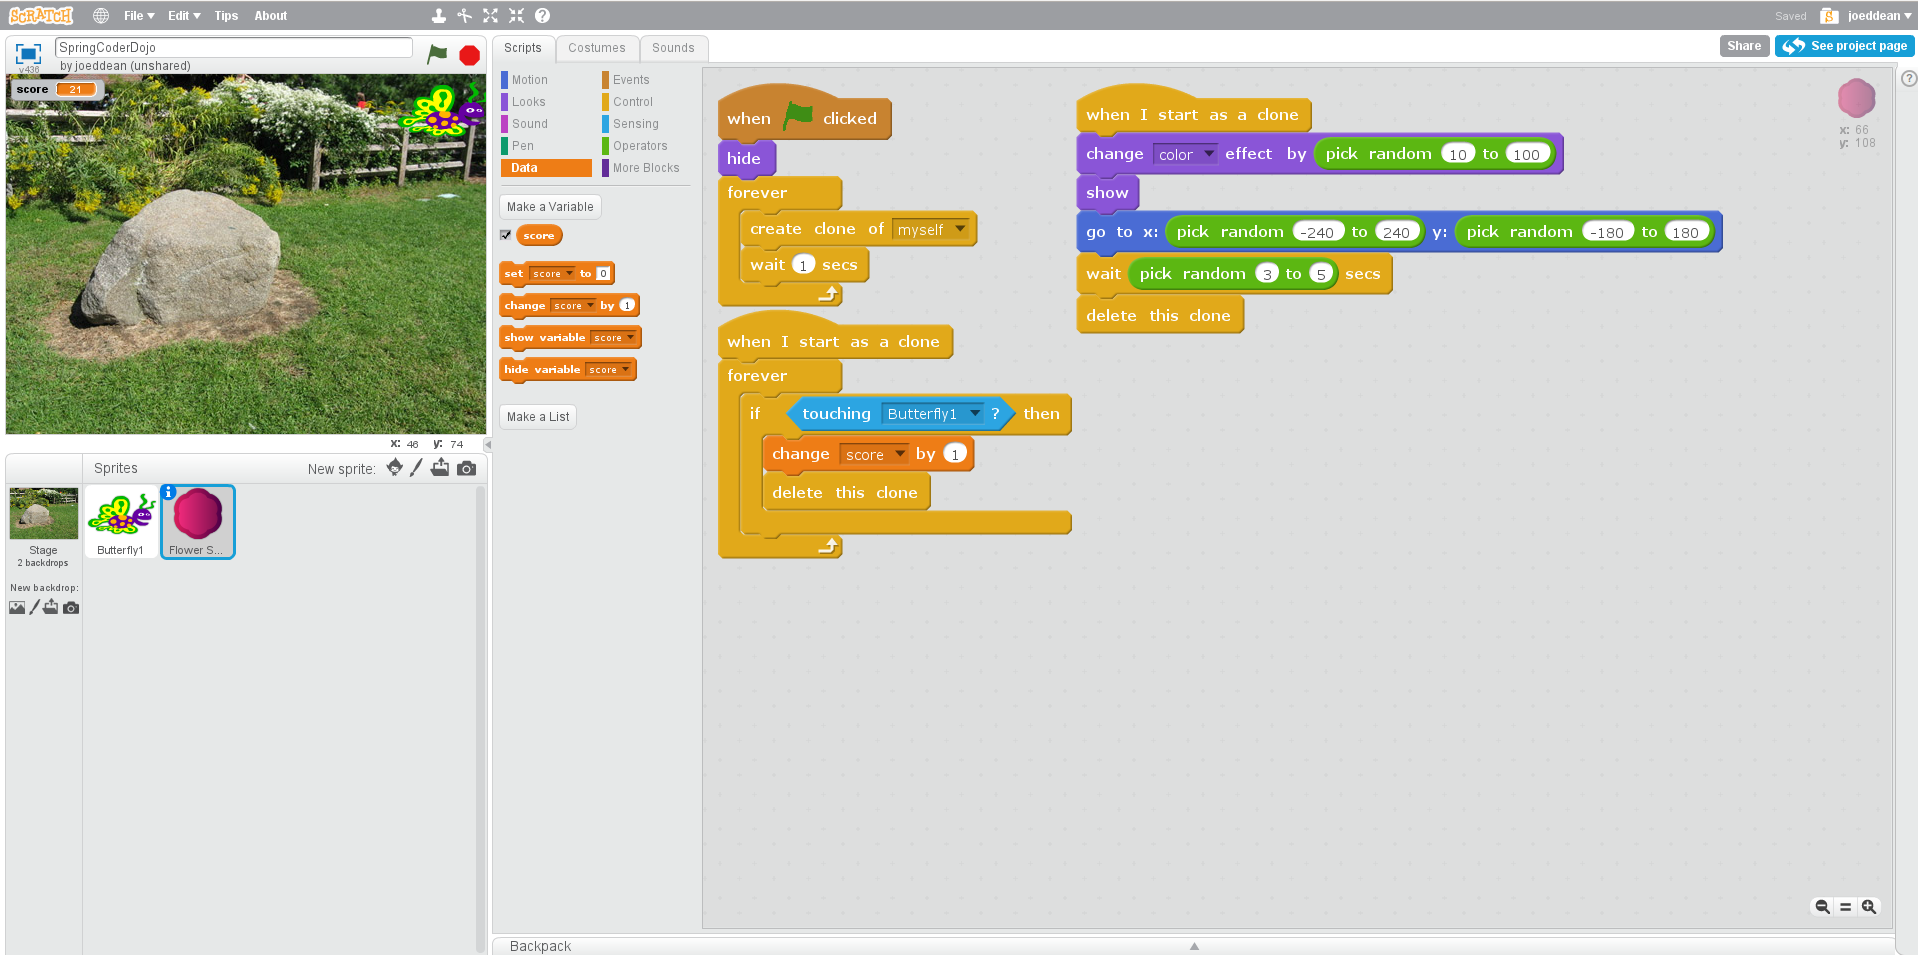 SCRATCH
File Edit Tips About
Saved joeddean
SpringCoderDojo
by joeddean (unshared)
v436
Scripts Costumes Sounds
Share See project page
score 21
Motion Events
Looks Control
Sound Sensing
Pen Operators
Data More Blocks
Make a Variable
score
set score to 0
change score by 1
show variable score
hide variable score
Make a List
when clicked
hide
forever
create clone of myself
wait 1 secs
when I start as a clone
forever
if touching Butterfly1 ? then
change score by 1
delete this clone
when I start as a clone
change color effect by pick random 10 to 100
show
go to x: pick random -240 to 240 y: pick random -180 to 180
wait pick random 3 to 5 secs
delete this clone
x: 66
y: 108
x: 46 y: 74
Sprites New sprite:
Stage
2 backdrops
New backdrop:
Butterfly1
Flower S...
Backpack